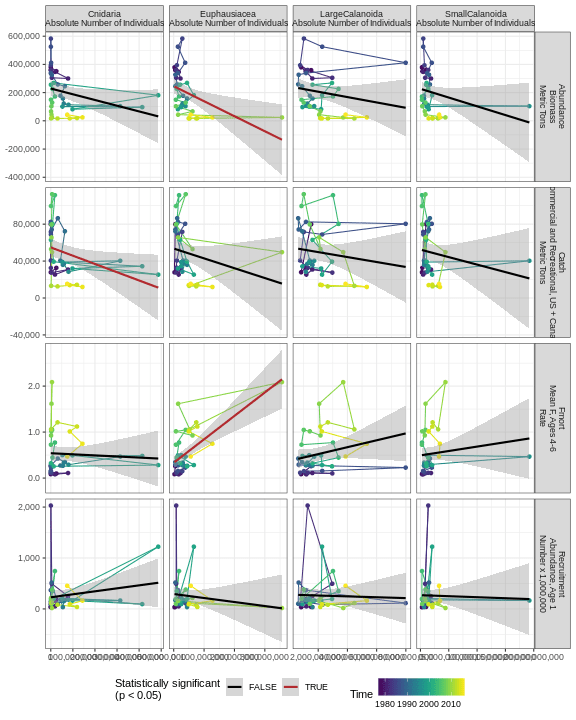 Cnidaria
Absolute Number of Individuals
Euphausiacea
Absolute Number of Individuals
LargeCalanoida
Absolute Number of Individuals
SmallCalanoida
Absolute Number of Individuals
600,000
400,000
200,000
0
-200,000
-400,000
Abundance
Biomass
Metric Tons
80,000
40,000
0
-40,000
Catch
ommercial and Recreational, US + Cana
Metric Tons
2.0
1.0
0.0
Fmort
Mean F, Ages 4-6
Rate
2,000
1,000
0
Recruitment
Abundance, Age 1
Number x 1,000,000
Statistically significant
(p < 0.05)
FALSE
TRUE
Time
1980 1990 2000 2010